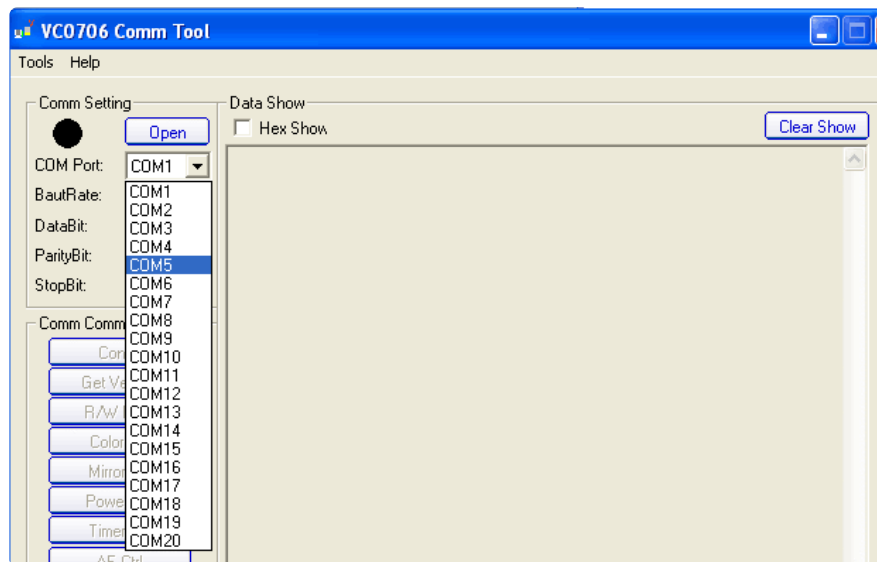 VC0706 Comm Tool
Tools Help
Comm Setting
Open
COM Port: COM1
BautRate:
DataBit:
ParityBit:
StopBit:
COM1
COM2
COM3
COM4
COM5
COM6
COM7
COM8
COM9
COM10
COM11
COM12
COM13
COM14
COM15
COM16
COM17
COM18
COM19
COM20
Comm Comm
Con
Get Ve
R/W
Color
Mirror
Powe
Timer
Data Show
Hex Show
Clear Show